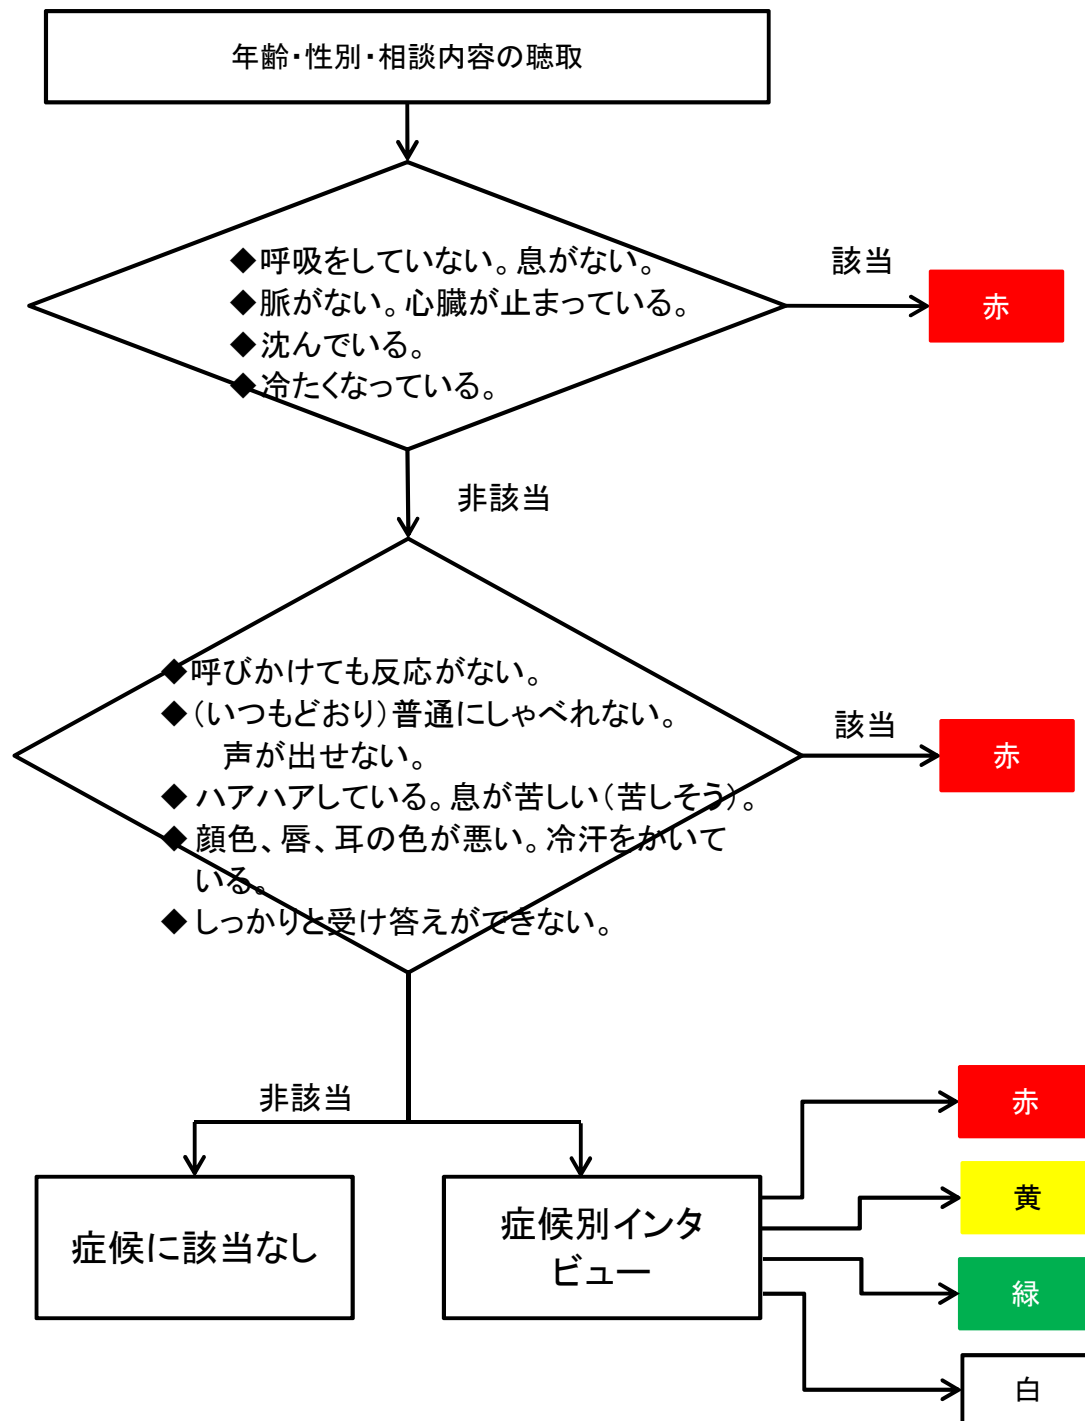 年齢・性別・相談内容の聴取
◆呼吸をしていない。息がない。
◆脈がない。心臓が止まっている。
◆沈んでいる。
◆冷たくなっている。
該当
赤
非該当
◆呼びかけても反応がない。
◆(いつもどおり)普通にしゃべれない。
声が出せない。
◆ハアハアしている。息が苦しい(苦しそう)。
◆顔色、唇、耳の色が悪い。冷汗をかいて
いる。
◆しっかりと受け答えができない。
該当
赤
非該当
症候に該当なし
症候別インタ
ビュー
赤
黄
緑
白